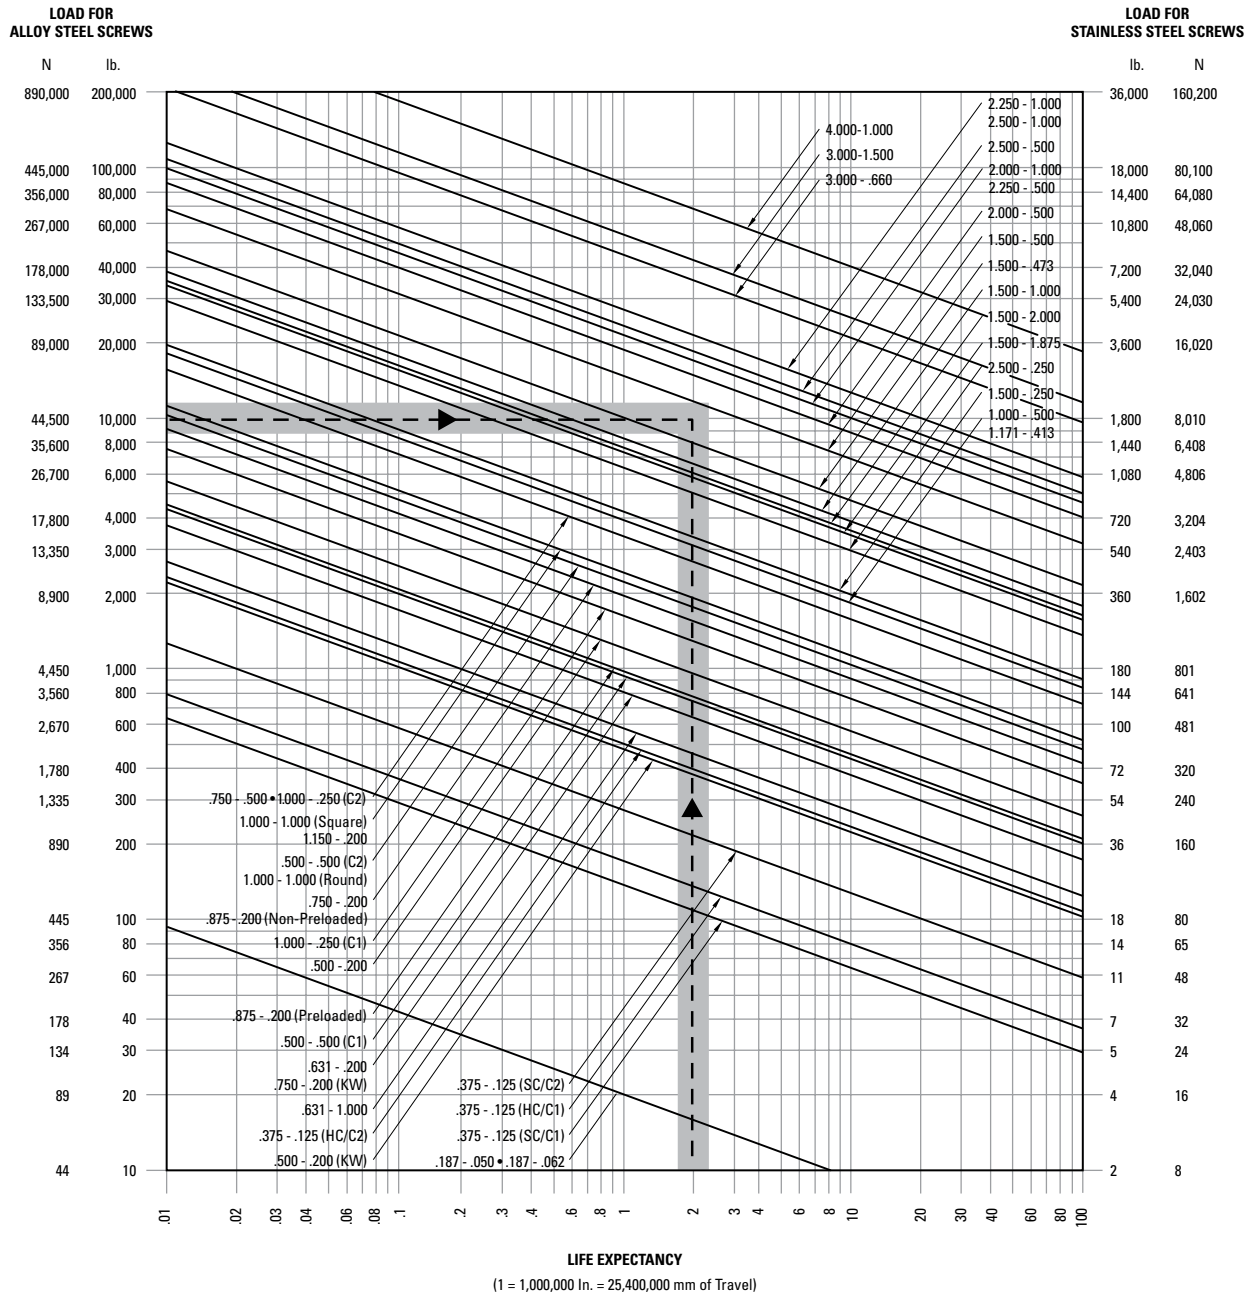 LOAD FOR
ALLOY STEEL SCREWS
LOAD FOR
STAINLESS STEEL SCREWS
N lb.
lb. N
890,000 200,000
445,000 100,000
356,000 80,000
267,000 60,000
178,000 40,000
133,500 30,000
89,000 20,000
44,500 10,000
35,600 8,000
26,700 6,000
17,800 4,000
13,350 3,000
8,900 2,000
4,450 1,000
3,560 800
2,670 600
1,780 400
1,335 300
890 200
445 100
356 80
267 60
178 40
134 30
89 20
44 10
4.000-1.000
3.000-1.500
3.000 - .660
2.250 - 1.000
2.500 - 1.000
2.500 - .500
2.000 - 1.000
2.250 - .500
2.000 - .500
1.500 - .500
1.500 - .473
1.500 - 1.000
1.500 - 2.000
1.500 - 1.875
2.500 - .250
1.500 - .250
1.000 - .500
1.171 - .413
36,000 160,200
18,000 80,100
14,400 64,080
10,800 48,060
7,200 32,040
5,400 24,030
3,600 16,020
1,800 8,010
1,440 6,408
1,080 4,806
720 3,204
540 2,403
360 1,602
180 801
144 641
100 481
72 320
54 240
36 160
18 80
14 65
11 48
7 32
5 24
4 16
2 8
.750 - .500 • 1.000 - .250 (C2)
1.000 - 1.000 (Square)
1.150 - .200
.500 - .500 (C2)
1.000 - 1.000 (Round)
.750 - .200
.875 - .200 (Non-Preloaded)
1.000 - .250 (C1)
.500 - .200
.875 - .200 (Preloaded)
.500 - .500 (C1)
.631 - .200
.750 - .200 (KW)
.631 - 1.000
.375 - .125 (HC/C2)
.500 - .200 (KW)
.375 - .125 (SC/C2)
.375 - .125 (HC/C1)
.375 - .125 (SC/C1)
.187 - .050 • .187 - .062
.01 .02 .03 .04 .06 .08 .1 .2 .3 .4 .6 .8 1 2 3 4 6 8 10 20 30 40 60 80 100
LIFE EXPECTANCY
(1 = 1,000,000 In. = 25,400,000 mm of Travel)